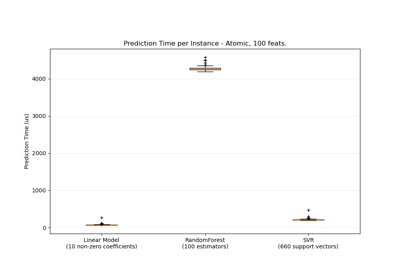 Prediction Time per Instance - Atomic, 100 feats.
Prediction Time (us)
4000
3000
2000
1000
0
Linear Model
(10 non-zero coefficients)
RandomForest
(100 estimators)
SVR
(660 support vectors)